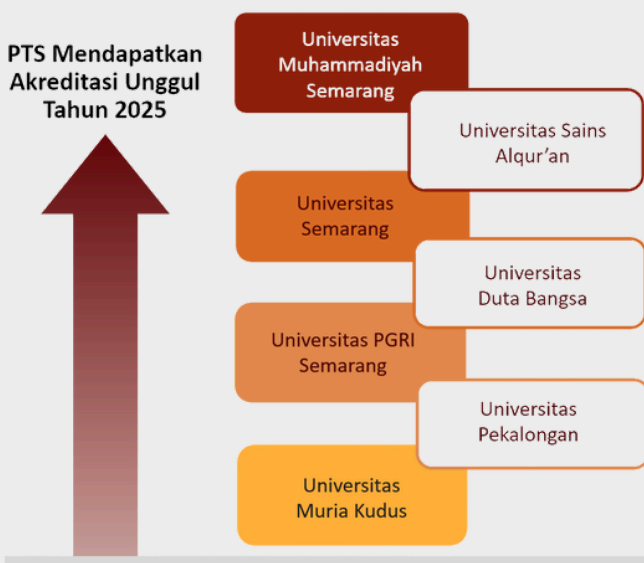 PTS Mendapatkan
Akreditasi Unggul
Tahun 2025
Universitas
Muhammadiyah
Semarang
Universitas Sains
Alqur’an
Universitas
Semarang
Universitas
Duta Bangsa
Universitas PGRI
Semarang
Universitas
Pekalongan
Universitas
Muria Kudus